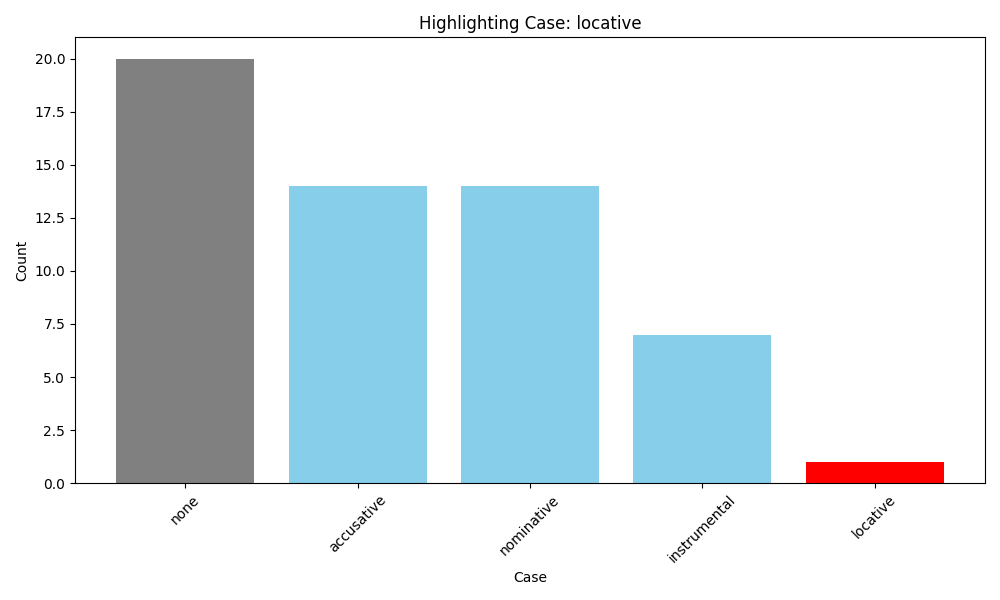 Highlighting Case: locative
20.0
17.5
15.0
12.5
10.0
7.5
5.0
2.5
0.0
Count
none
accusative
nominative
instrumental
locative
Case